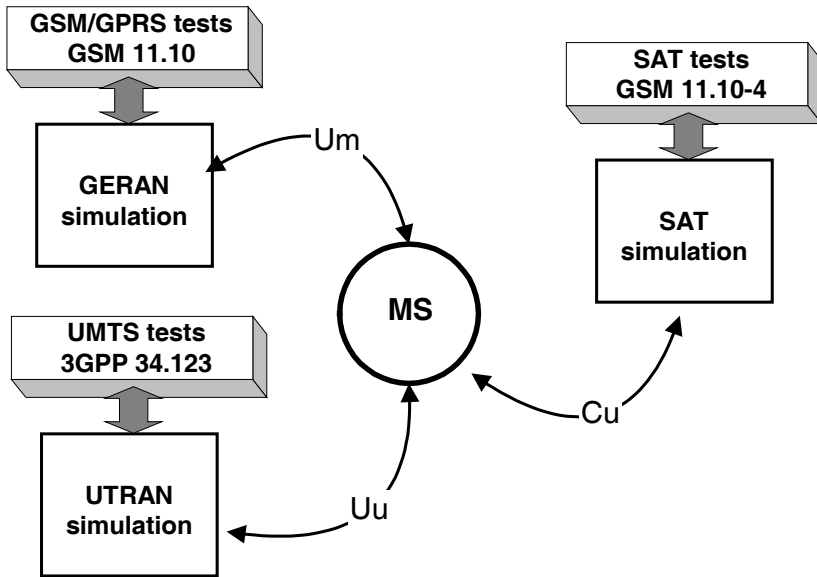 GSM/GPRS tests
GSM 11.10
SAT tests
GSM 11.10-4
Um
GERAN
simulation
SAT
simulation
MS
UMTS tests
3GPP 34.123
Cu
UTRAN
simulation
Uu